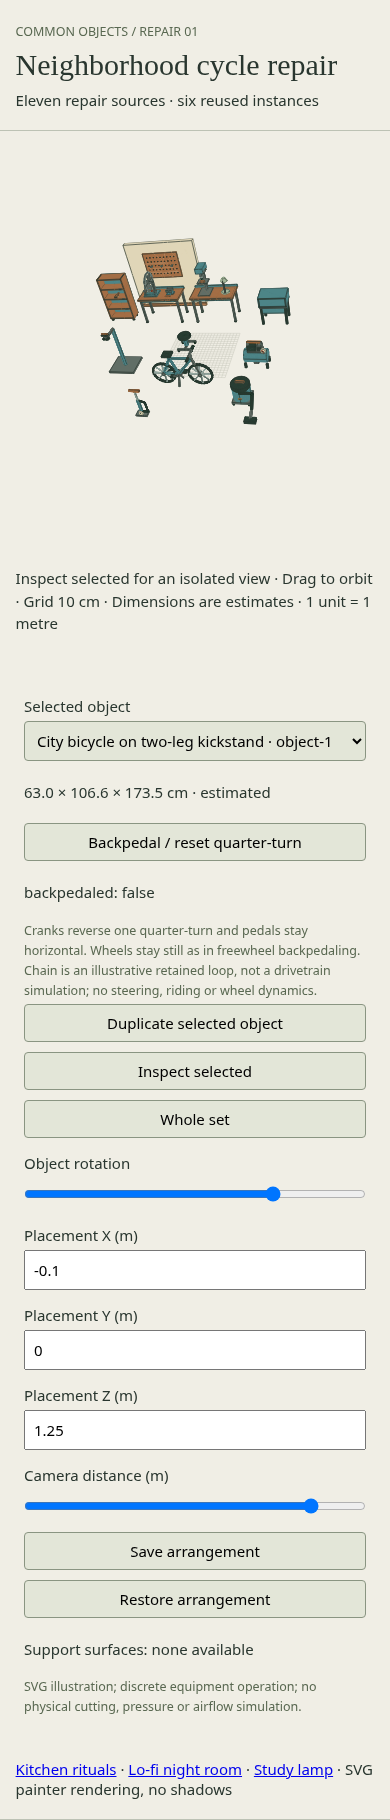 COMMON OBJECTS / REPAIR 01
Neighborhood cycle repair
Eleven repair sources · six reused instances
Inspect selected for an isolated view · Drag to orbit
· Grid 10 cm · Dimensions are estimates · 1 unit = 1
metre
Selected object
City bicycle on two-leg kickstand · object-1
63.0 × 106.6 × 173.5 cm · estimated
Backpedal / reset quarter-turn
backpedaled: false
Cranks reverse one quarter-turn and pedals stay
horizontal. Wheels stay still as in freewheel backpedaling.
Chain is an illustrative retained loop, not a drivetrain
simulation; no steering, riding or wheel dynamics.
Duplicate selected object
Inspect selected
Whole set
Object rotation
Placement X (m)
-0.1
Placement Y (m)
0
Placement Z (m)
1.25
Camera distance (m)
Save arrangement
Restore arrangement
Support surfaces: none available
SVG illustration; discrete equipment operation; no
physical cutting, pressure or airflow simulation.
Kitchen rituals · Lo-fi night room · Study lamp · SVG
painter rendering, no shadows